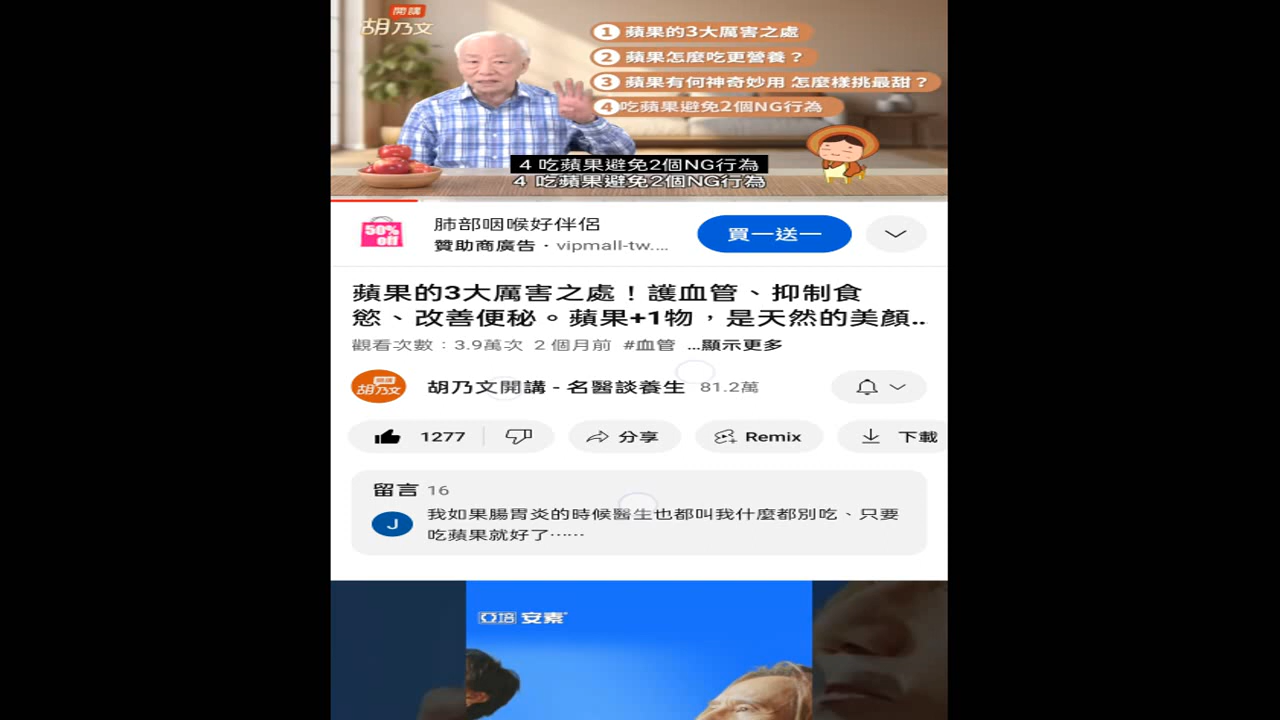 開講
胡乃文
1 蘋果的3大厲害之處
2 蘋果怎麼吃更營養？
3 蘋果有何神奇妙用 怎麼樣挑最甜？
4 吃蘋果避免2個NG行為
4 吃蘋果避免2個NG行為
4 吃蘋果避免2個NG行為
50% off
肺部咽喉好伴侶
贊助商廣告・vipmall-tw....
買一送一
蘋果的3大厲害之處！護血管、抑制食
慾、改善便秘。蘋果+1物，是天然的美顏..
觀看次數：3.9萬次 2 個月前 #血管 ...顯示更多
開講
胡乃文
胡乃文開講 - 名醫談養生 81.2萬
1277
分享
Remix
下載
留言 16
J
我如果腸胃炎的時候醫生也都叫我什麼都別吃、只要
吃蘋果就好了⋯⋯
亞培 安素